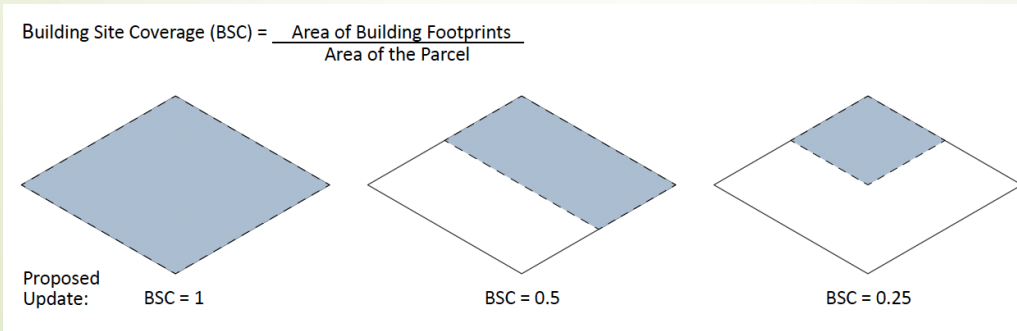 Building Site Coverage (BSC) = Area of Building Footprints
Area of the Parcel
Proposed
Update:
BSC = 1
BSC = 0.5
BSC = 0.25